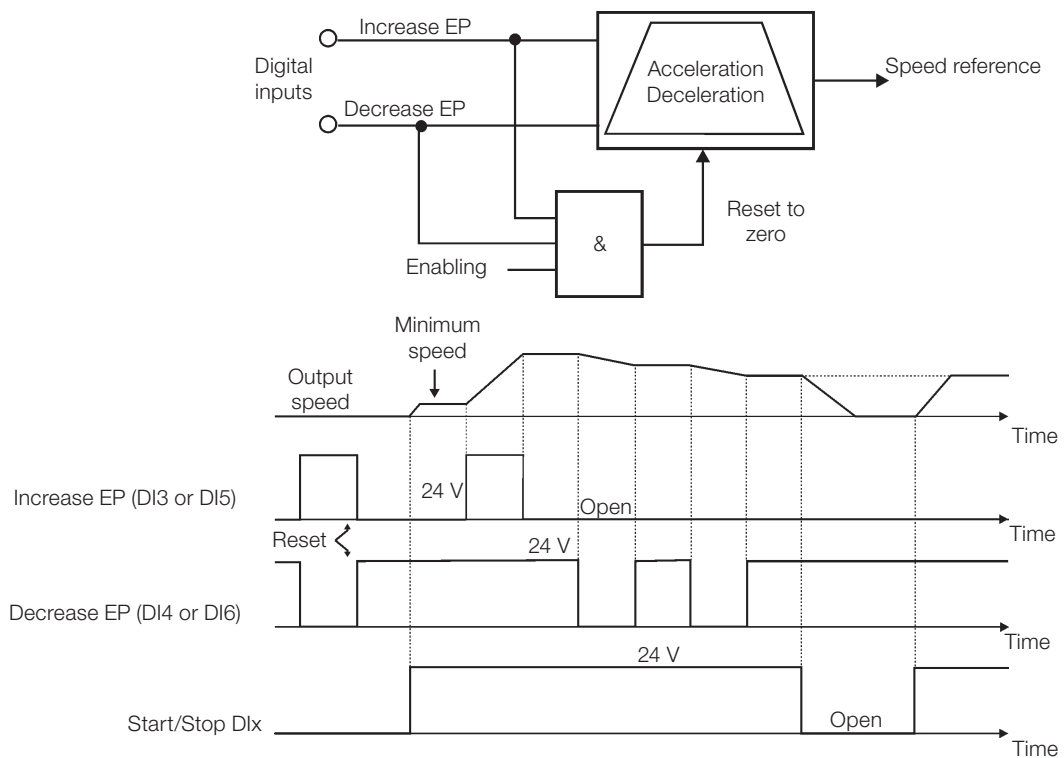 Increase EP
Digital
inputs
Decrease EP
Acceleration
Deceleration
Speed reference
Reset to
zero
&
Enabling
Minimum
speed
Output
speed
Time
24 V
Increase EP (DI3 or DI5)
Open
Time
Reset
24 V
Decrease EP (DI4 or DI6)
Time
24 V
Start/Stop DIx
Open
Time